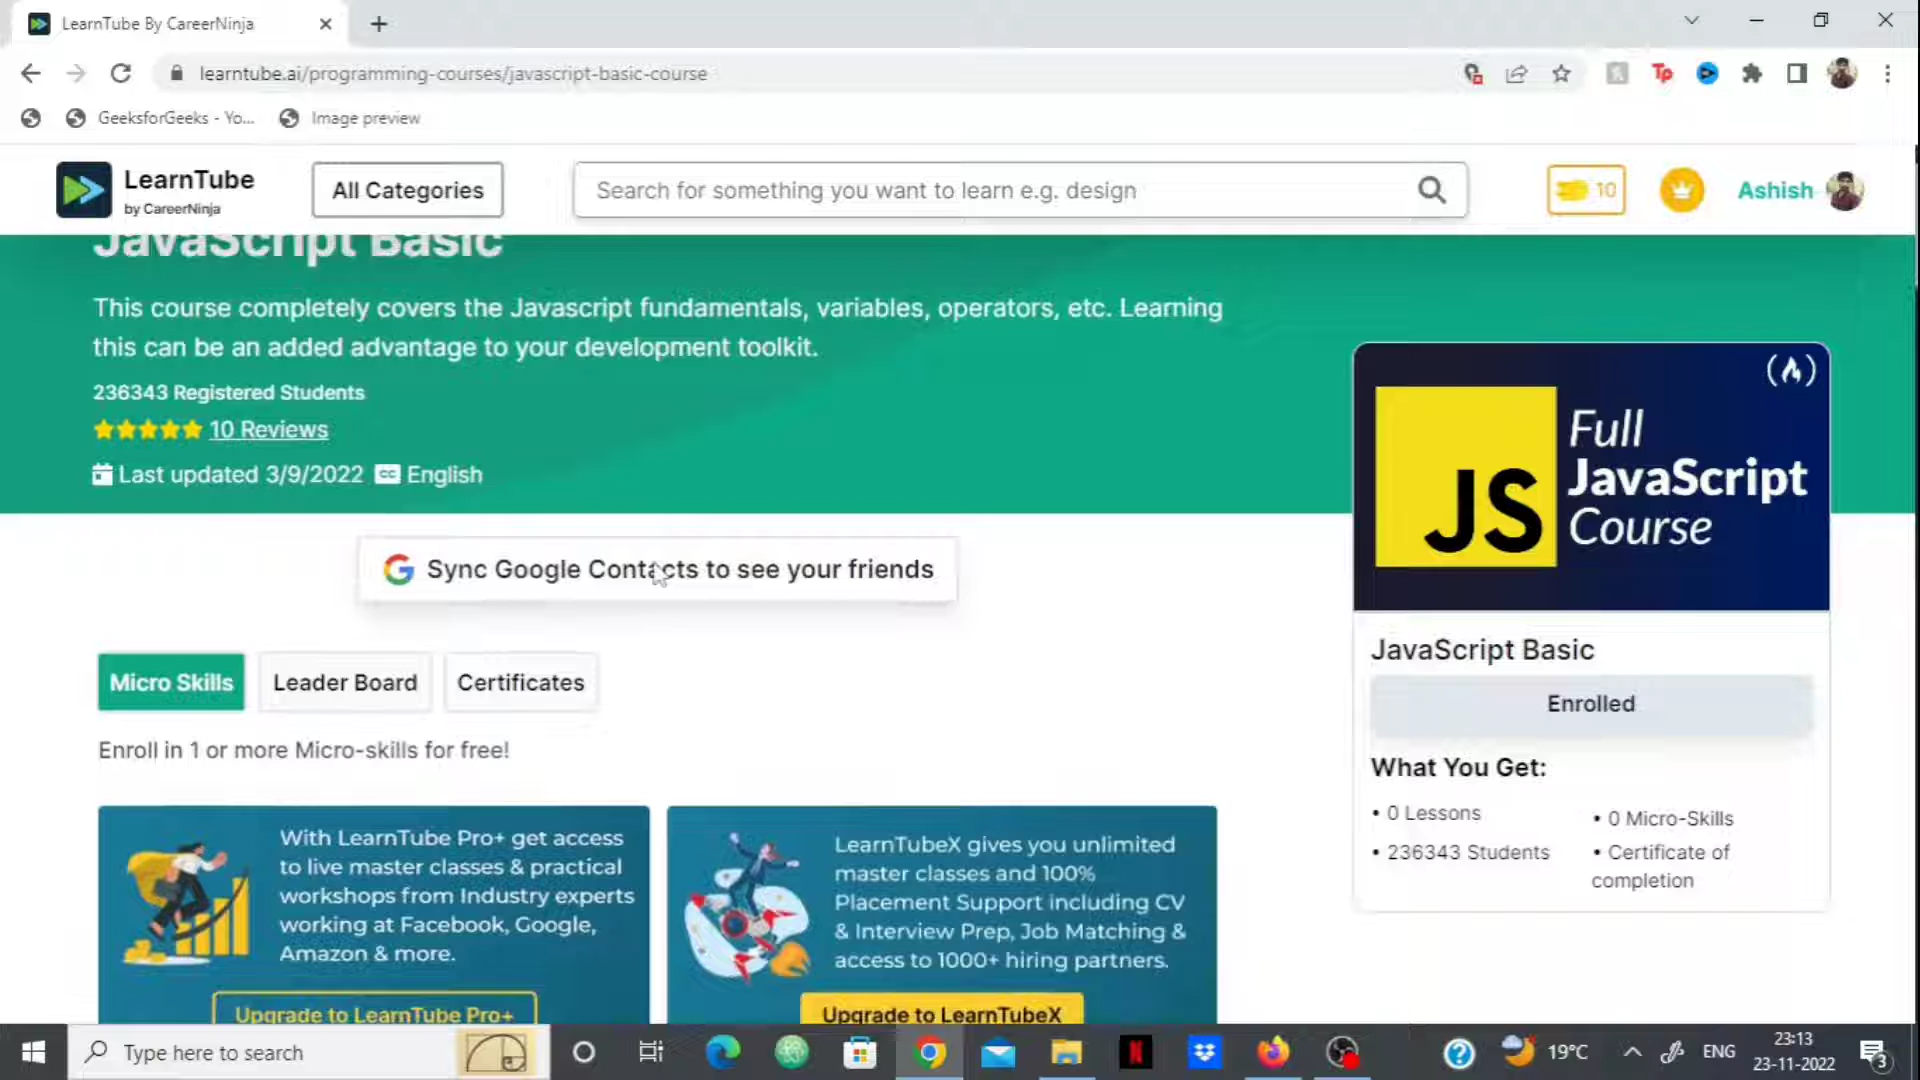 LearnTube By CareerNinja
learntube.ai/programming-courses/javascript-basic-course
GeeksforGeeks - Yo...
Image preview
LearnTube
by CareerNinja
All Categories
Search for something you want to learn e.g. design
10
Ashish
JavaScript Basic
This course completely covers the Javascript fundamentals, variables, operators, etc. Learning
this can be an added advantage to your development toolkit.
236343 Registered Students
10 Reviews
Last updated 3/9/2022 CC English
Sync Google Contacts to see your friends
Micro Skills
Leader Board
Certificates
Enroll in 1 or more Micro-skills for free!
With LearnTube Pro+ get access
to live master classes & practical
workshops from Industry experts
working at Facebook, Google,
Amazon & more.
Upgrade to LearnTube Pro+
LearnTubeX gives you unlimited
master classes and 100%
Placement Support including CV
& Interview Prep, Job Matching &
access to 1000+ hiring partners.
Upgrade to LearnTubeX
JS
Full
JavaScript
Course
JavaScript Basic
Enrolled
What You Get:
• 0 Lessons
• 0 Micro-Skills
• 236343 Students
• Certificate of
completion
Type here to search
19°C
ENG
23:13
23-11-2022
3